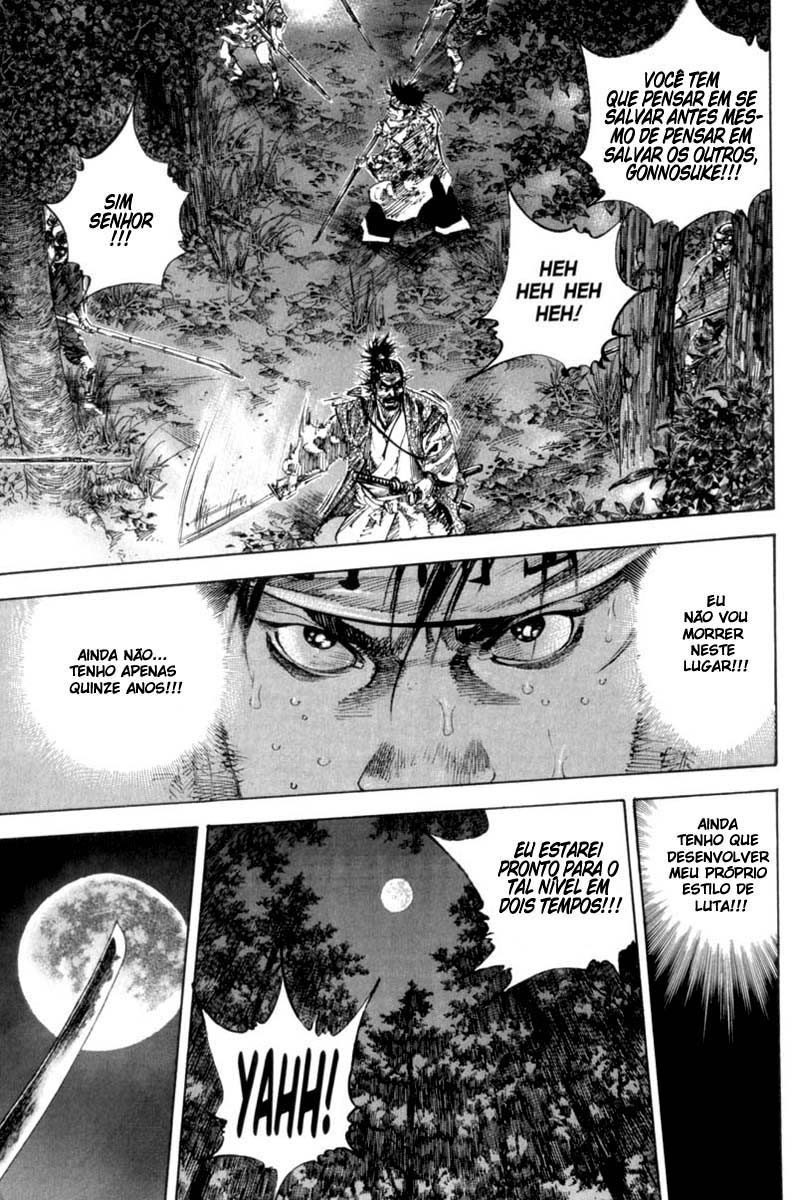 VOCÊ TEM
QUE PENSAR EM SE
SALVAR ANTES MES-
MO DE PENSAR EM
SALVAR OS OUTROS,
GONNOSUKE!!!
SIM
SENHOR
!!!
HEH
HEH HEH HEH
HEH!
EU
NÃO VOU
MORRER
NESTE
LUGAR!!!
AINDA NÃO...
TENHO APENAS
QUINZE ANOS!!!
AINDA
TENHO QUE
DESENVOLVER
MEU PRÓPRIO
ESTILO DE
LUTA!!!
EU ESTAREI
PRONTO PARA O
TAL NÍVEL EM
DOIS TEMPOS!!!
YAHH!